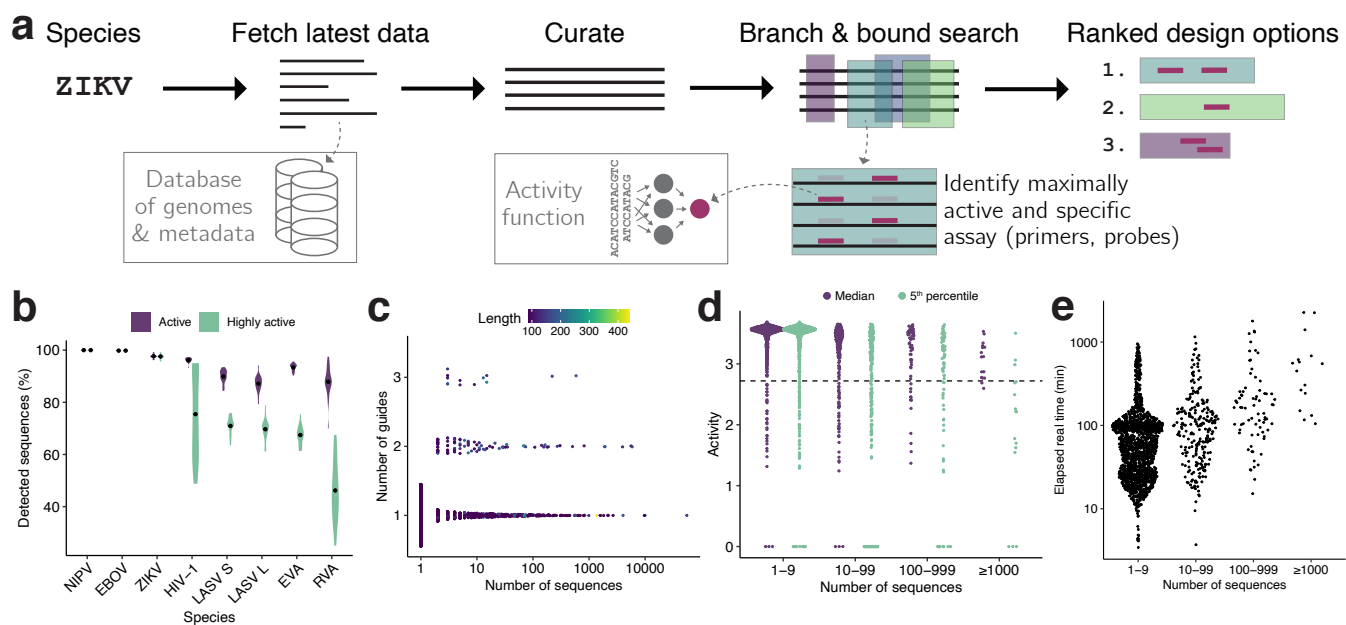 a
Species
Fetch latest data
Curate
Branch & bound search
Ranked design options
ZIKV
1.
2.
3.
Database
of genomes
& metadata
Activity
function
ACATCCATACGTC
ATCCATACG
Identify maximally
active and specific
assay (primers, probes)
b
Active
Highly active
Detected sequences (%)
100
80
60
40
NIPV
EBOV
ZIKV
HIV−1
LASV S
LASV L
EVA
RVA
Species
c
Length
100 200 300 400
Number of guides
3
2
1
1
10
100
1000
10000
Number of sequences
d
Median
5th percentile
Activity
3
2
1
0
1−9
10−99
100−999
≥1000
Number of sequences
e
Elapsed real time (min)
1000
100
10
1−9
10−99
100−999
≥1000
Number of sequences